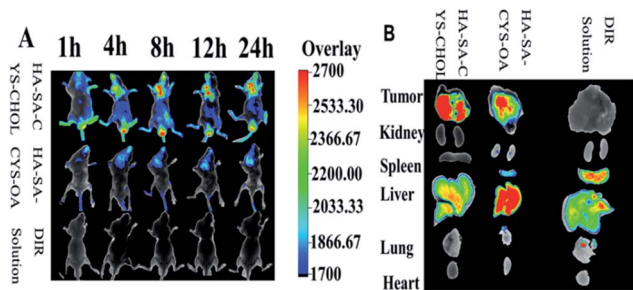 A
1h 4h 8h 12h 24h
HA-SA-C
YS-CHOL
HA-SA-
CYS-OA
DIR
Solution
Overlay
2700
2533.30
2366.67
2200.00
2033.33
1866.67
1700
B
HA-SA-C
YS-CHOL
HA-SA-
CYS-OA
DIR
Solution
Tumor
Kidney
Spleen
Liver
Lung
Heart